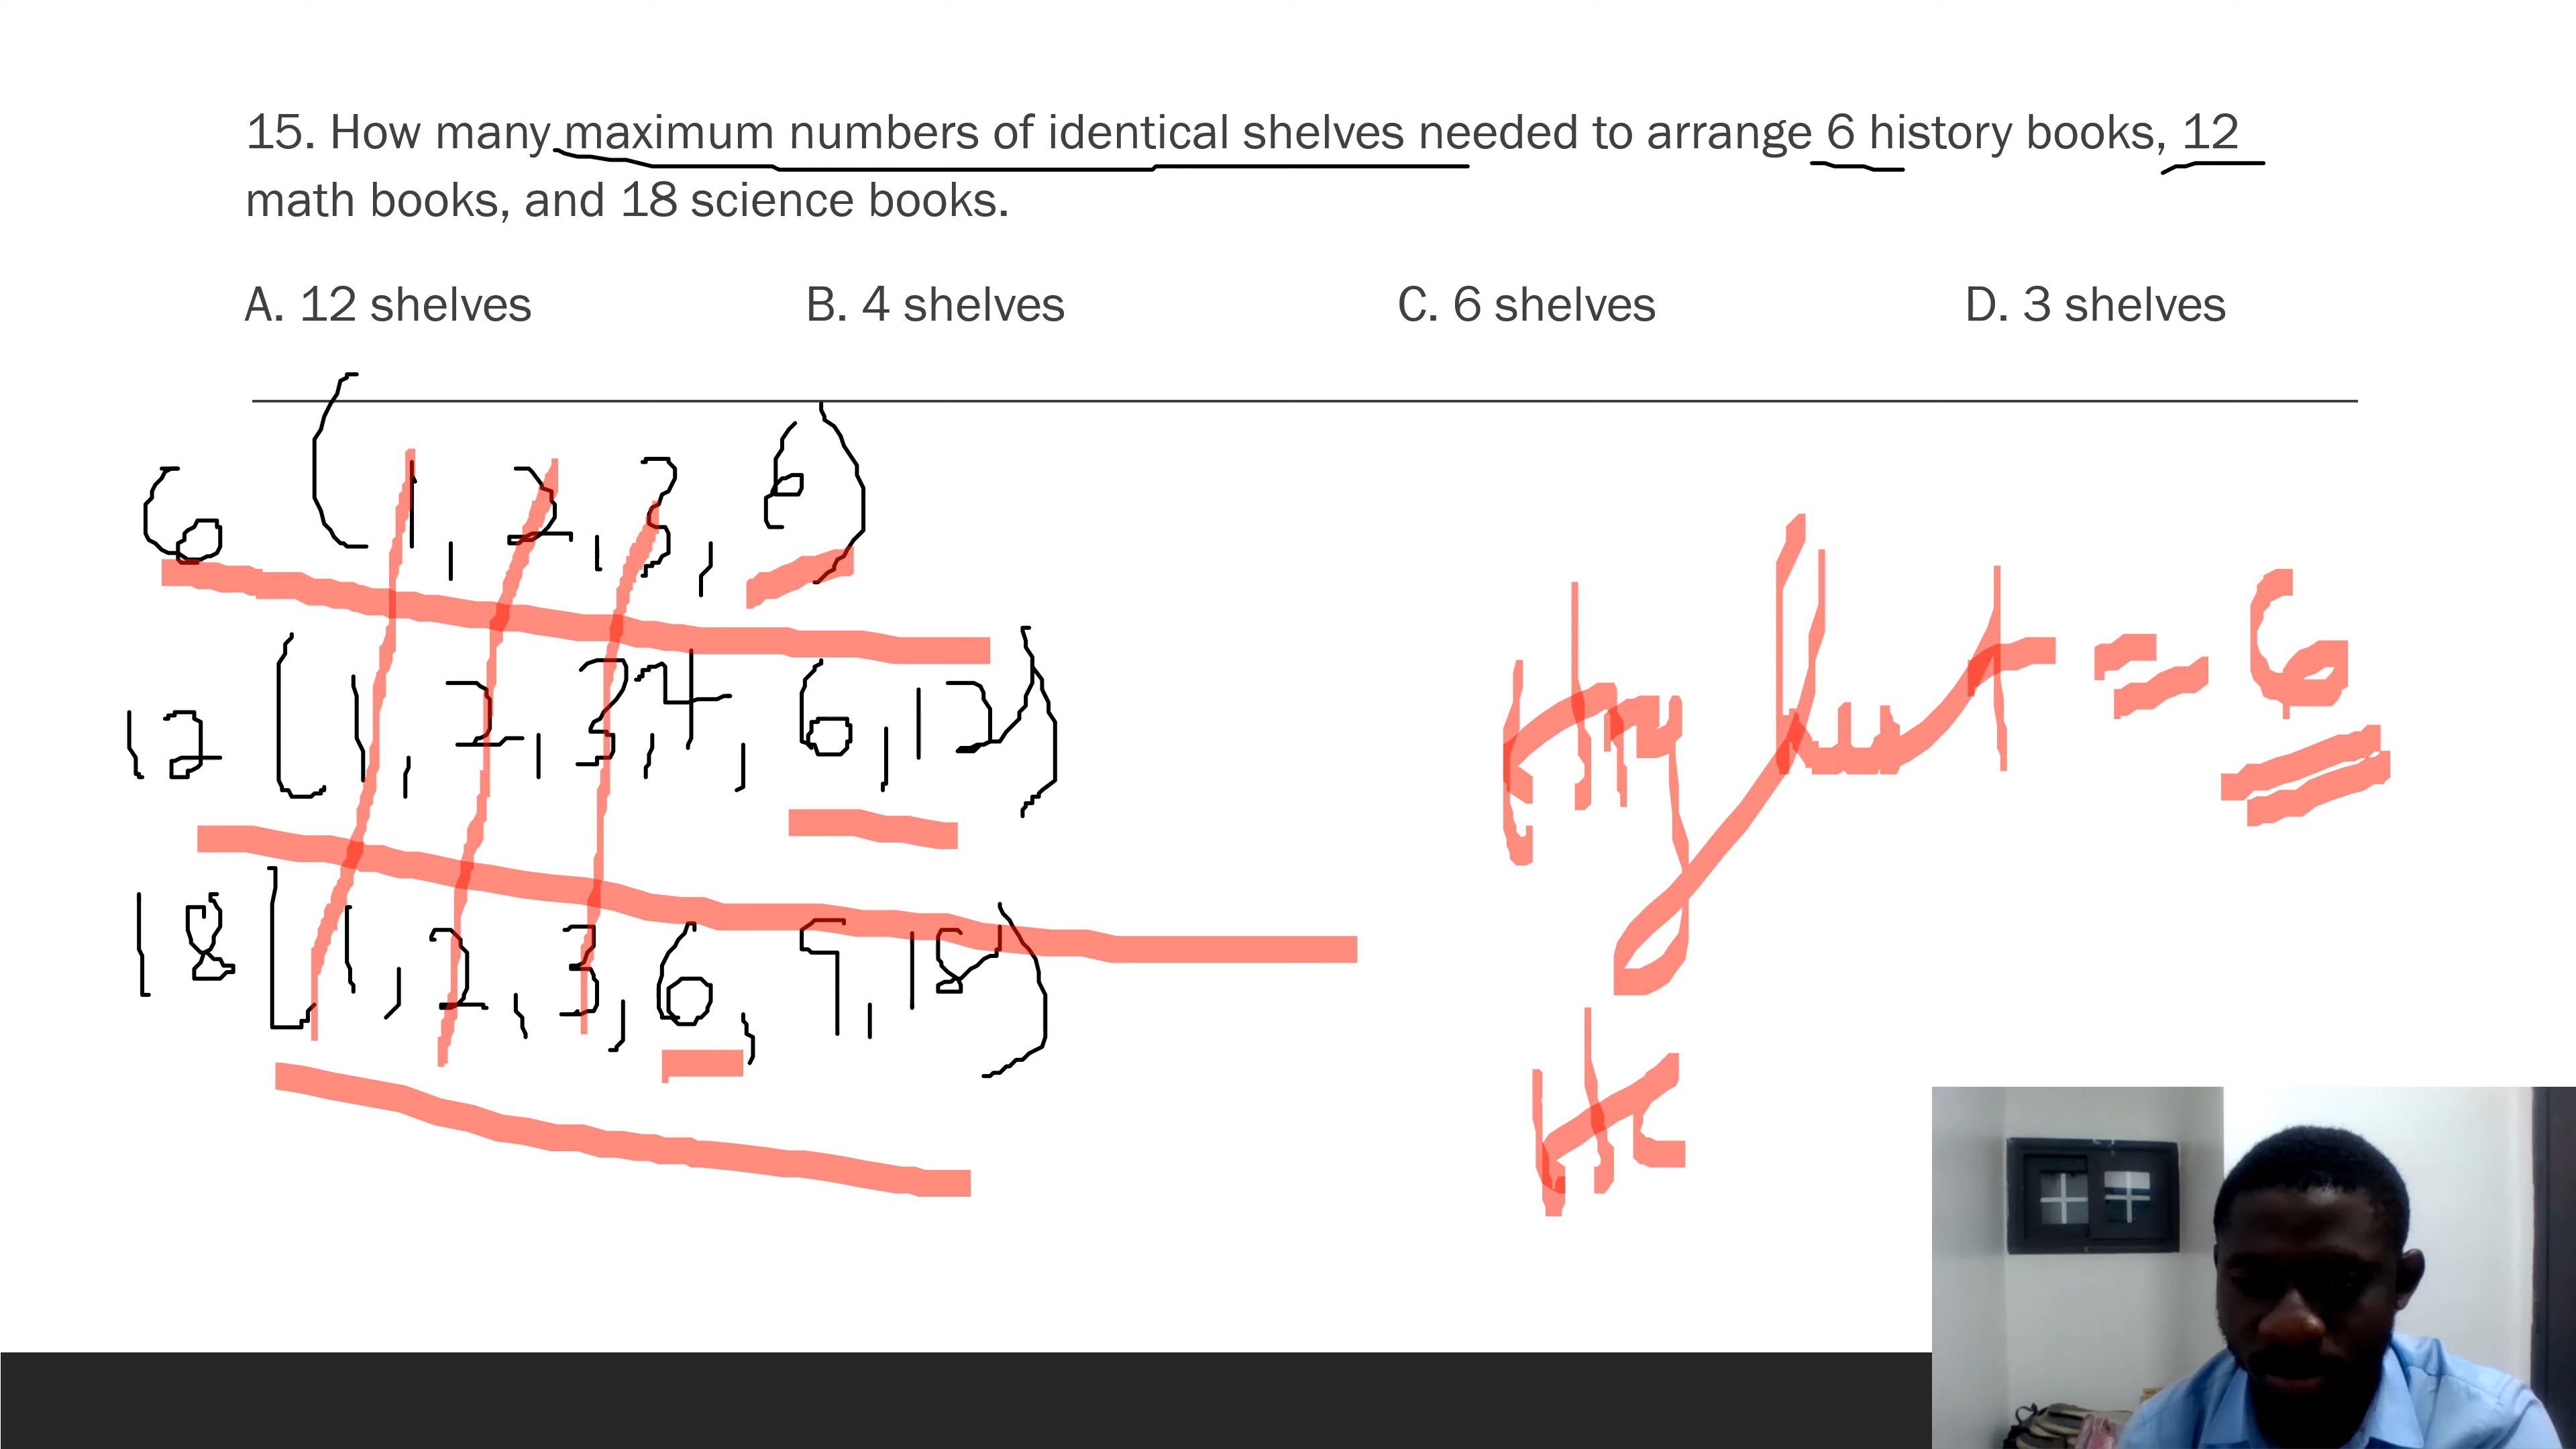 15. How many maximum numbers of identical shelves needed to arrange 6 history books, 12
math books, and 18 science books.
A. 12 shelves B. 4 shelves C. 6 shelves D. 3 shelves
6 (1, 2, 3, 6)
12 (1, 2, 3, 4, 6, 12)
18 (1, 2, 3, 6, 9, 18)
= 6